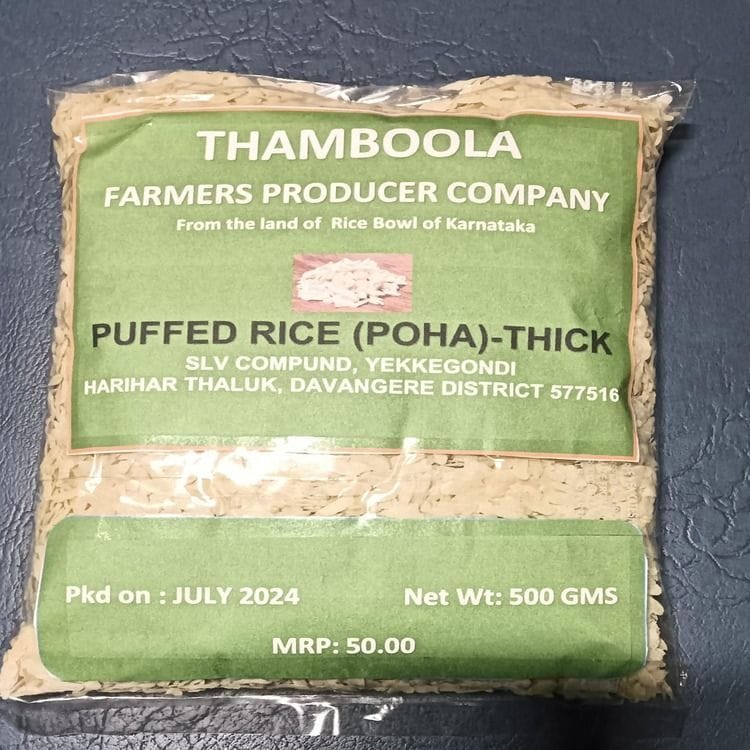 THAMBOOLA
FARMERS PRODUCER COMPANY
From the land of Rice Bowl of Karnataka
PUFFED RICE (POHA)-THICK
SLV COMPUND, YEKKEGONDI
HARIHAR THALUK, DAVANGERE DISTRICT 577516
Pkd on : JULY 2024
Net Wt: 500 GMS
MRP: 50.00